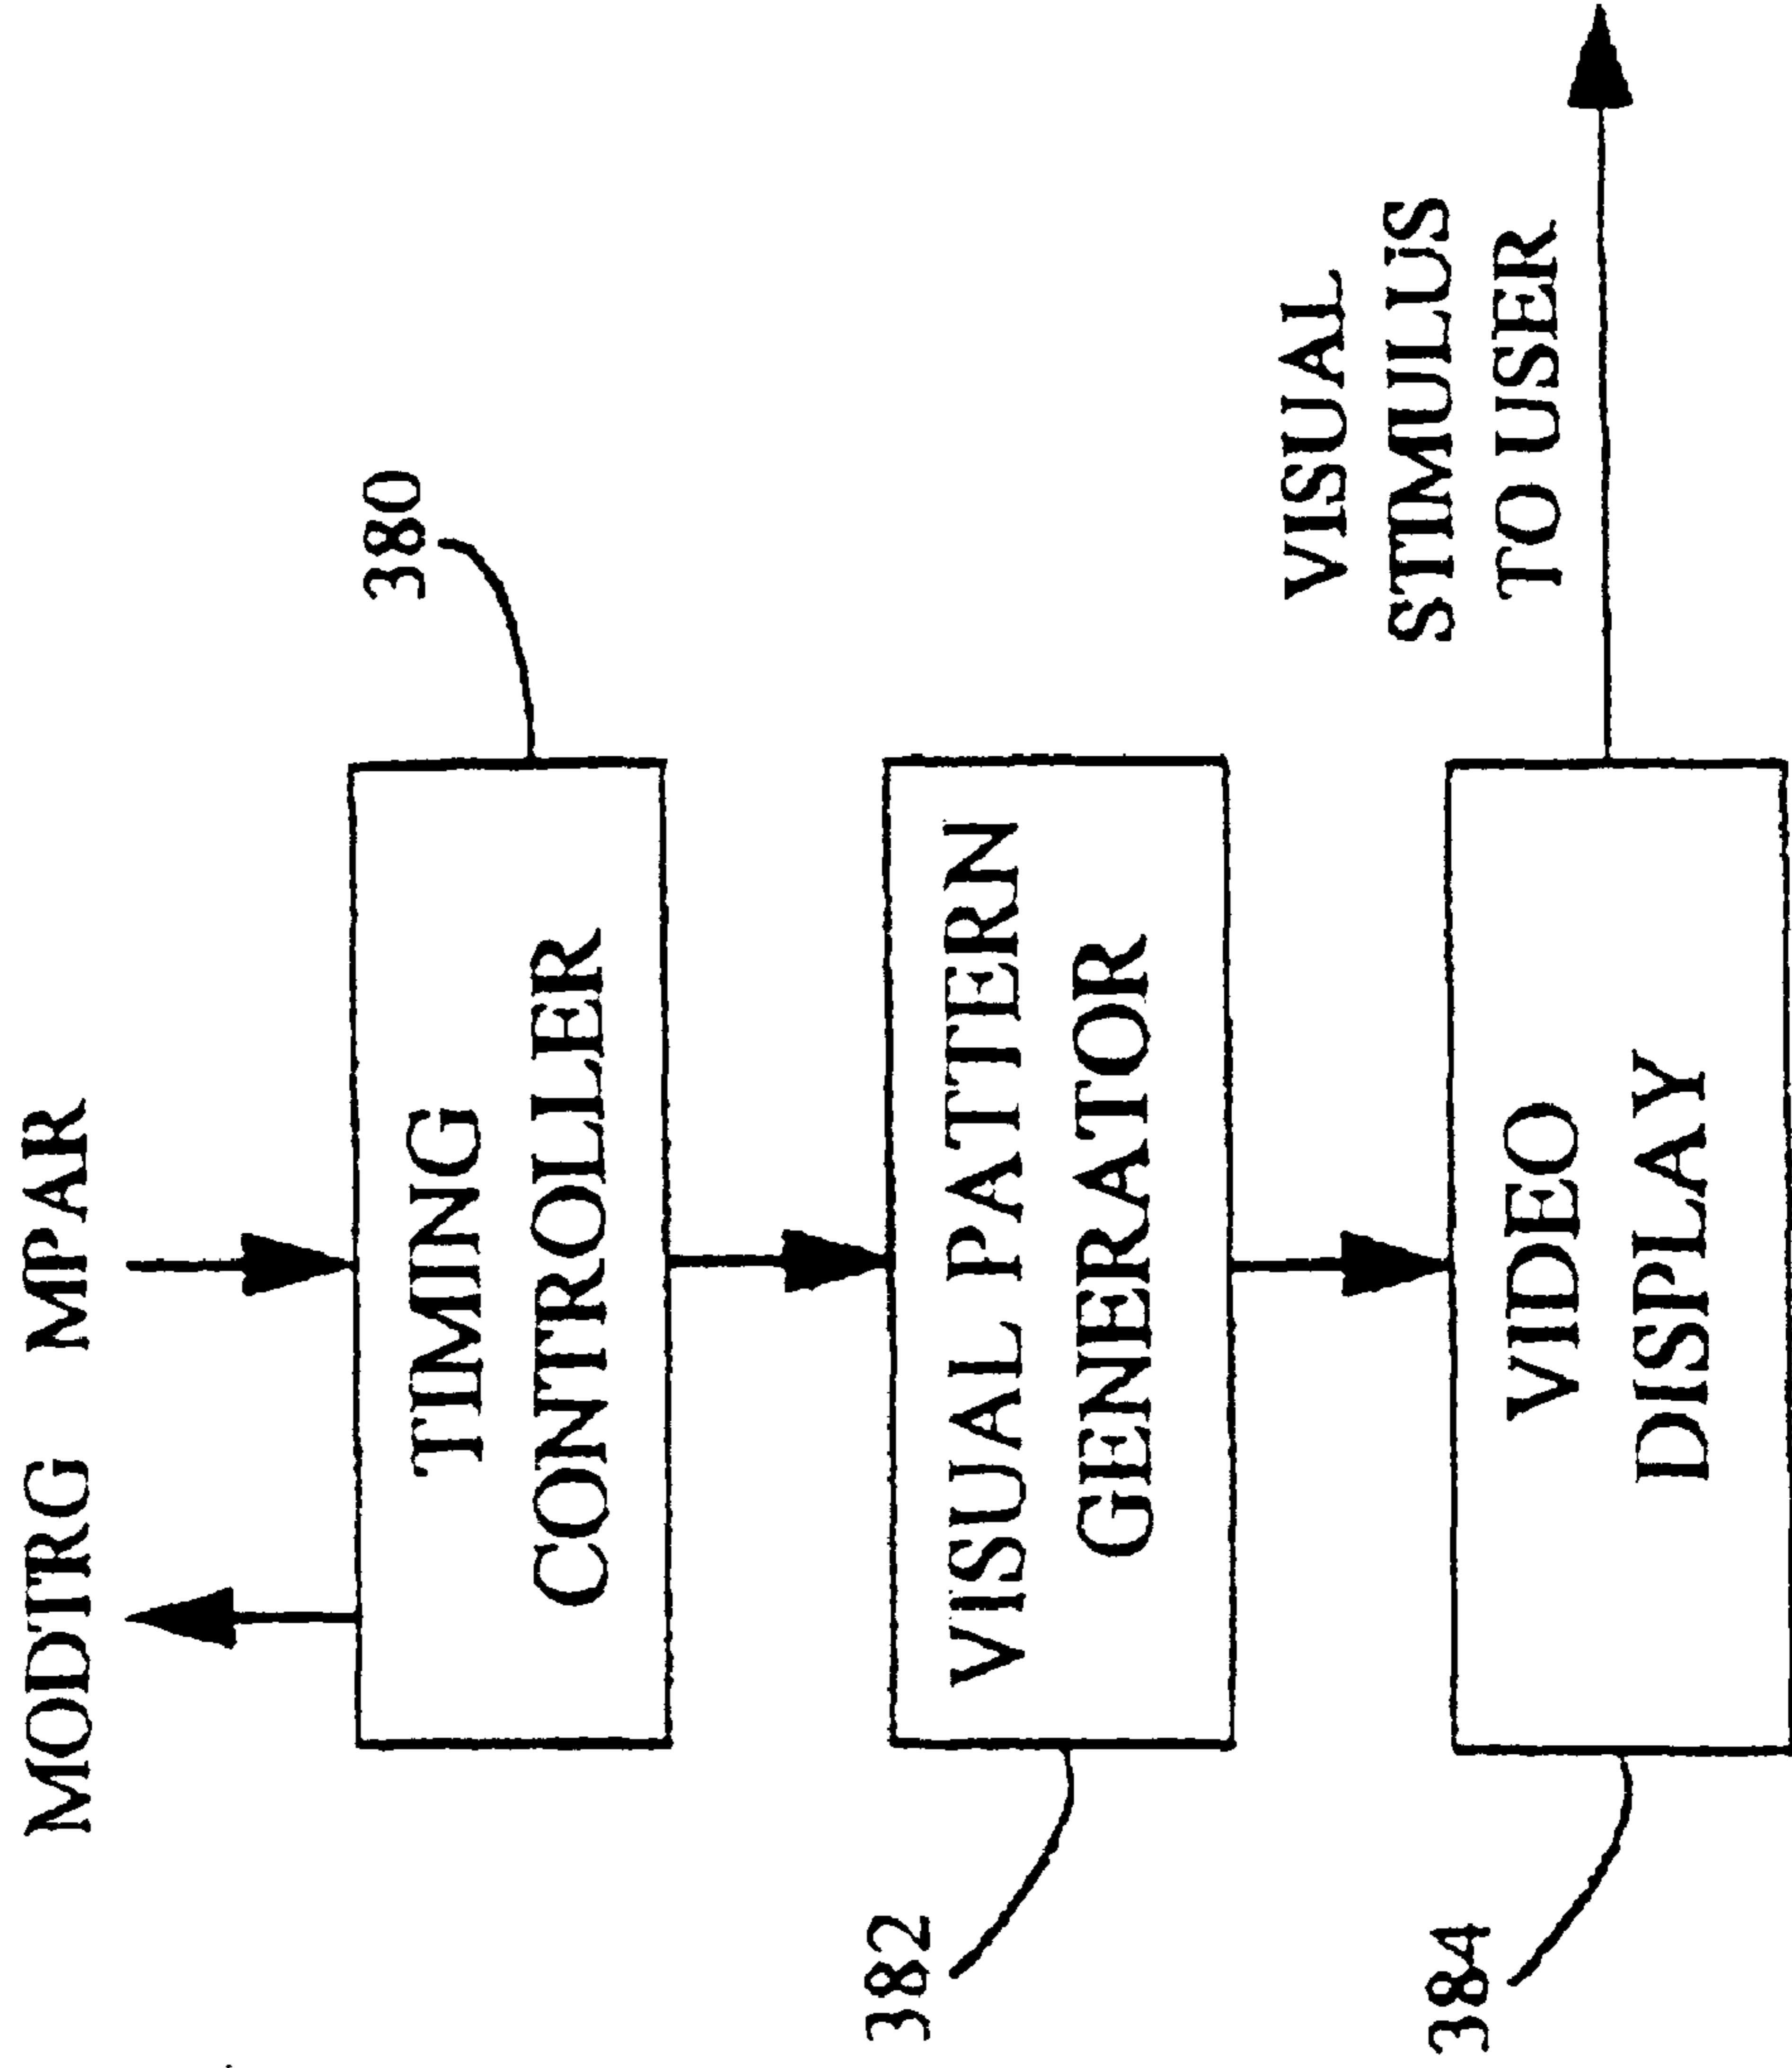 MODTRG
MPAR
380
TIMING
CONTROLLER
382
VISUAL PATTERN
GENERATOR
VISUAL
STIMULUS
TO USER
384
VIDEO
DISPLAY